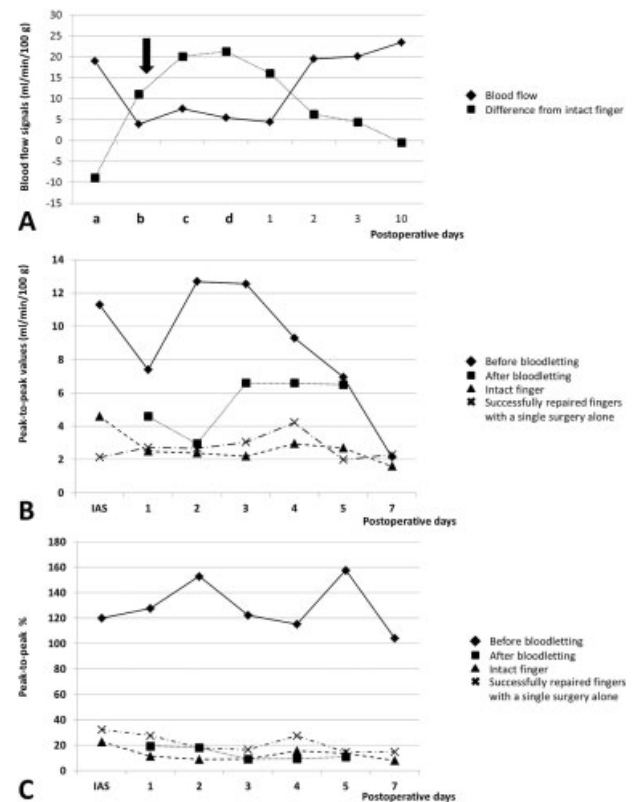 Blood flow signals (ml/min/100 g)
30
25
20
15
10
5
0
-5
-10
-15
a b c d 1 2 3 10
Postoperative days
Blood flow
Difference from intact finger
A
Peak-to-peak values (ml/min/100 g)
14
12
10
8
6
4
2
0
IAS 1 2 3 4 5 7
Postoperative days
Before bloodletting
After bloodletting
Intact finger
Successfully repaired fingers
with a single surgery alone
B
Peak-to-peak %
180
160
140
120
100
80
60
40
20
0
IAS 1 2 3 4 5 7
Postoperative days
Before bloodletting
After bloodletting
Intact finger
Successfully repaired fingers
with a single surgery alone
C